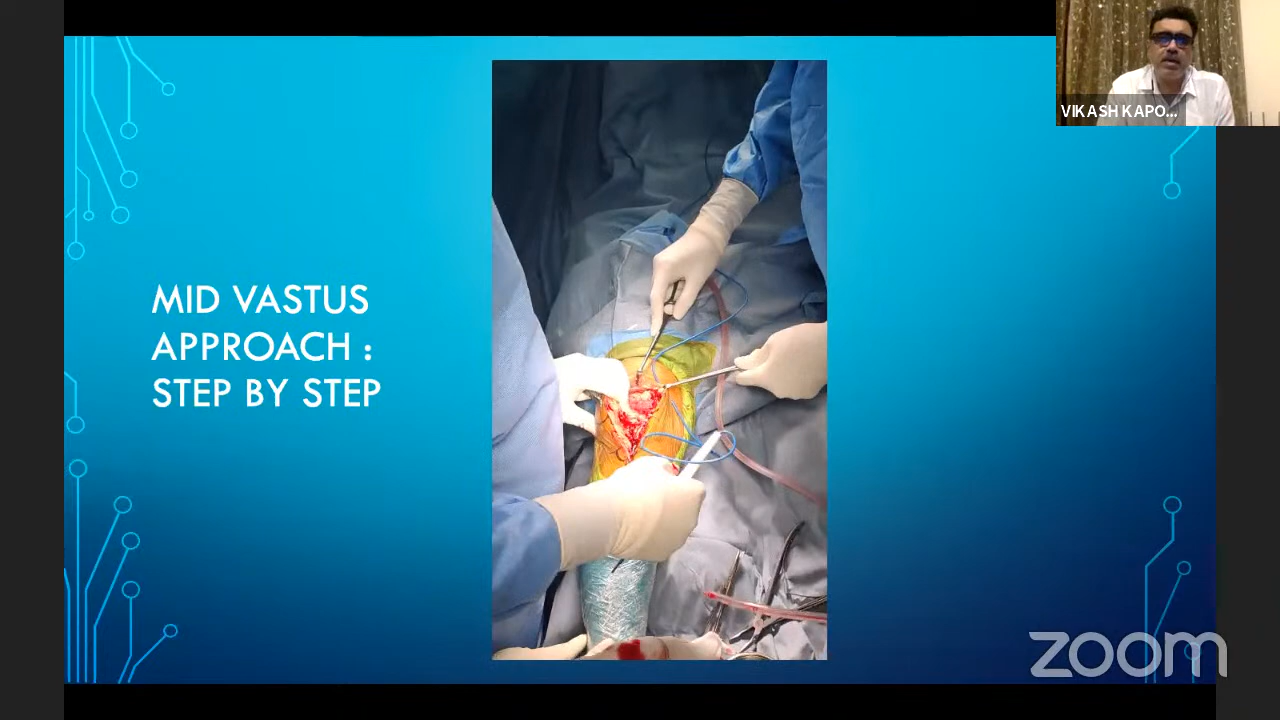 VIKASH KAPO...
MID VASTUS
APPROACH :
STEP BY STEP
zoom